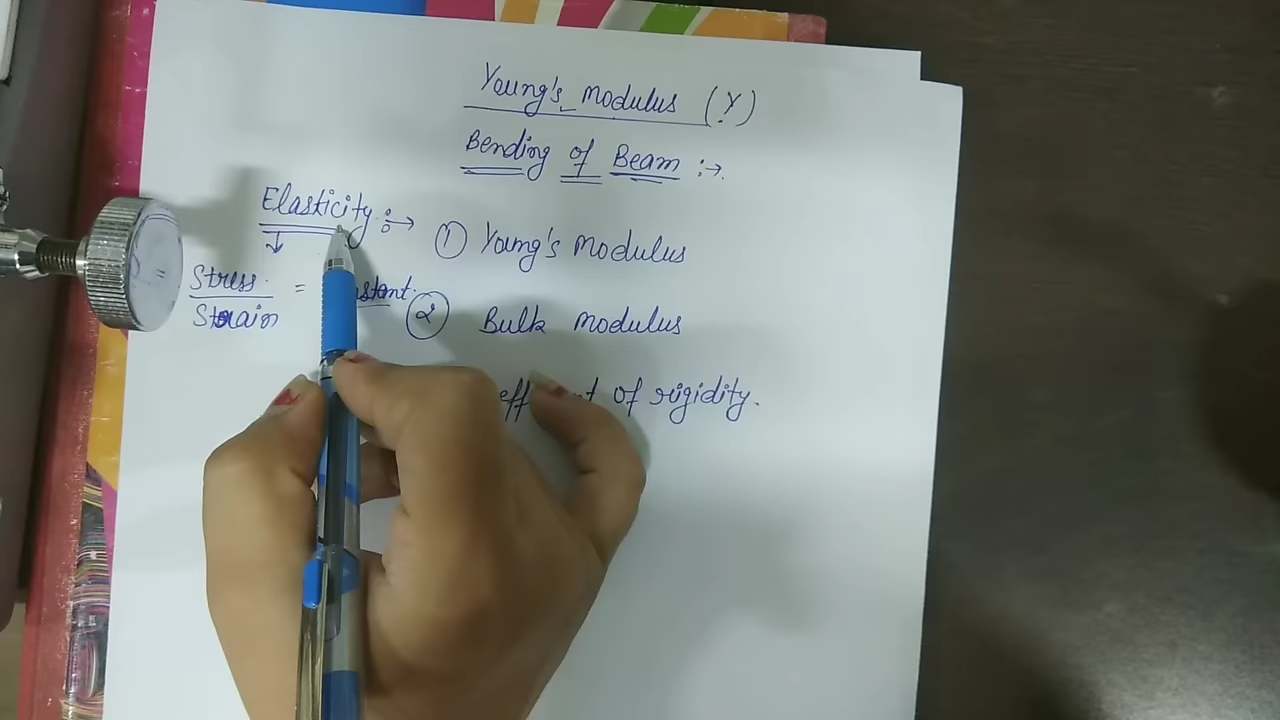 Young's Modulus (Y)
Bending of Beam :→.
Elasticity :→ ① Young's Modulus
Stress = 
Strain
② Bulk Modulus
of rigidity.